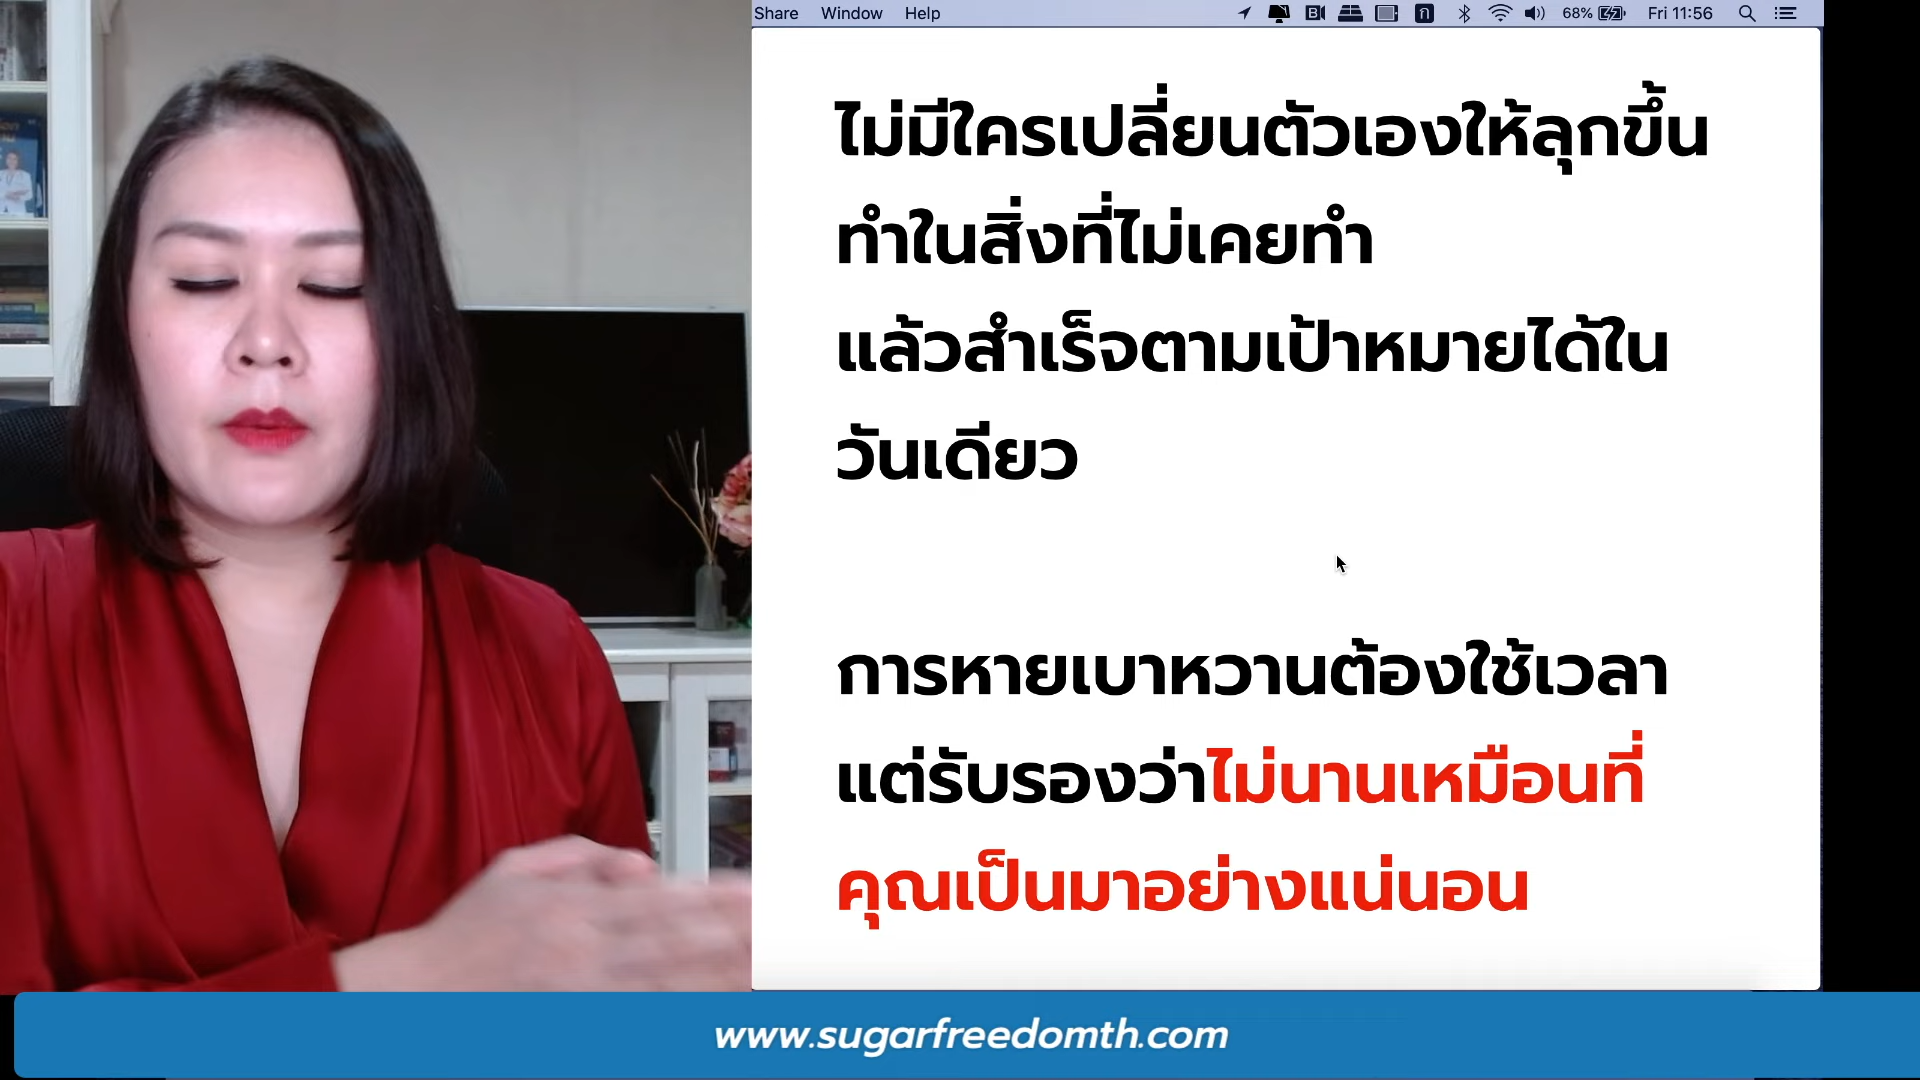 Share Window Help 68% Fri 11:56
ไม่มีใครเปลี่ยนตัวเองให้ลุกขึ้น
ทำในสิ่งที่ไม่เคยทำ
แล้วสำเร็จตามเป้าหมายได้ใน
วันเดียว
การหายเบาหวานต้องใช้เวลา
แต่รับรองว่าไม่นานเหมือนที่
คุณเป็นมาอย่างแน่นอน
www.sugarfreedomth.com